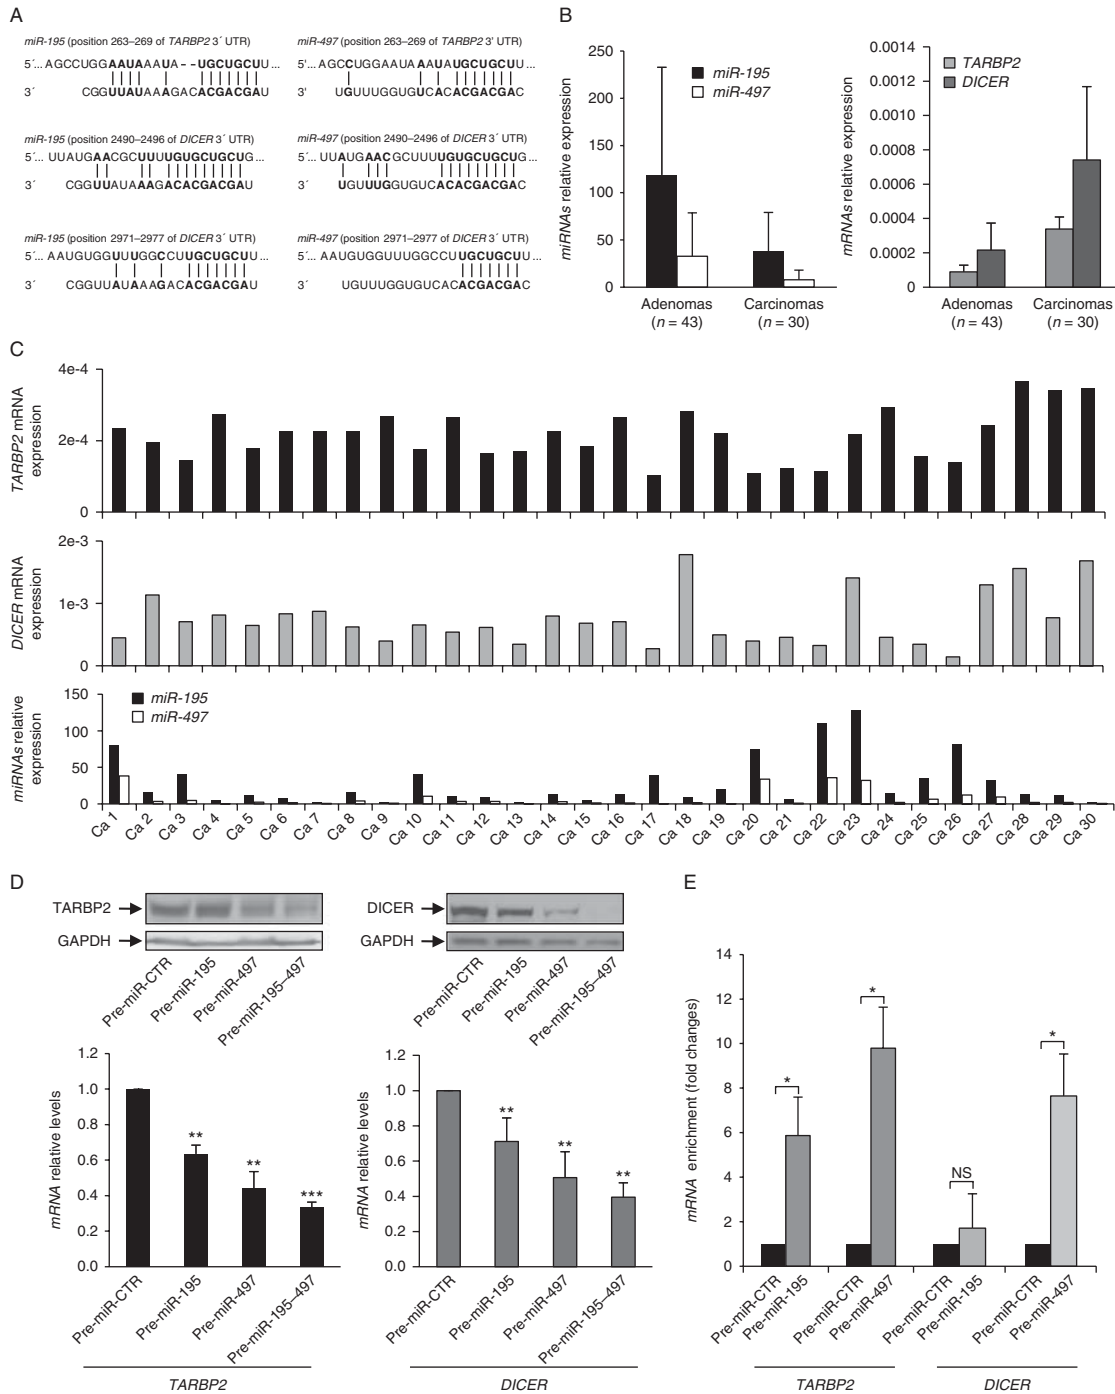 A
miR-195 (position 263–269 of TARBP2 3´ UTR)
5´... AGCCUGGAAUAAAUA--UGCUGCUU...
3´ CGGUUAUAAAGACACGACGAU
miR-497 (position 263–269 of TARBP2 3' UTR)
5'... AGCCUGGAAUAAAUAUGCUGCUU...
3' UGUUUGGUGUCACACGACGAC
miR-195 (position 2490–2496 of DICER 3´ UTR)
5´... UUAUGAACGCUUUUGUGCUGCUG...
3´ CGGUUAUAAAGACACGACGAU
miR-497 (position 2490–2496 of DICER 3´ UTR)
5´... UUAUGAACGCUUUUGUGCUGCUG...
3´ UGUUUGGUGUCACACGACGAC
miR-195 (position 2971–2977 of DICER 3´ UTR)
5´... AAUGUGGUUUGGCCUUGCUGCUU...
3´ CGGUUAUAAAGACACGACGAU
miR-497 (position 2971–2977 of DICER 3´ UTR)
5´... AAUGUGGUUUGGCCUUGCUGCUU...
3´ UGUUUGGUGUCACACGACGAC
B
miRNAs relative expression
250
200
150
100
50
0
miR-195
miR-497
Adenomas
(n = 43)
Carcinomas
(n = 30)
mRNAs relative expression
0.0014
0.0012
0.0010
0.0008
0.0006
0.0004
0.0002
0
TARBP2
DICER
Adenomas
(n = 43)
Carcinomas
(n = 30)
C
TARBP2 mRNA
expression
4e-4
2e-4
0
DICER mRNA
expression
2e-3
1e-3
0
miRNAs relative
expression
150
100
50
0
miR-195
miR-497
Ca 1
Ca 2
Ca 3
Ca 4
Ca 5
Ca 6
Ca 7
Ca 8
Ca 9
Ca 10
Ca 11
Ca 12
Ca 13
Ca 14
Ca 15
Ca 16
Ca 17
Ca 18
Ca 19
Ca 20
Ca 21
Ca 22
Ca 23
Ca 24
Ca 25
Ca 26
Ca 27
Ca 28
Ca 29
Ca 30
D
TARBP2
GAPDH
Pre-miR-CTR
Pre-miR-195
Pre-miR-497
Pre-miR-195–497
DICER
GAPDH
Pre-miR-CTR
Pre-miR-195
Pre-miR-497
Pre-miR-195–497
mRNA relative levels
1.2
1.0
0.8
0.6
0.4
0.2
0.0
**
**
***
Pre-miR-CTR
Pre-miR-195
Pre-miR-497
Pre-miR-195–497
TARBP2
mRNA relative levels
1.2
1.0
0.8
0.6
0.4
0.2
0.0
**
**
**
Pre-miR-CTR
Pre-miR-195
Pre-miR-497
Pre-miR-195–497
DICER
E
mRNA enrichment (fold changes)
14
12
10
8
6
4
2
0
*
*
NS
*
Pre-miR-CTR
Pre-miR-195
Pre-miR-CTR
Pre-miR-497
Pre-miR-CTR
Pre-miR-195
Pre-miR-CTR
Pre-miR-497
TARBP2
DICER